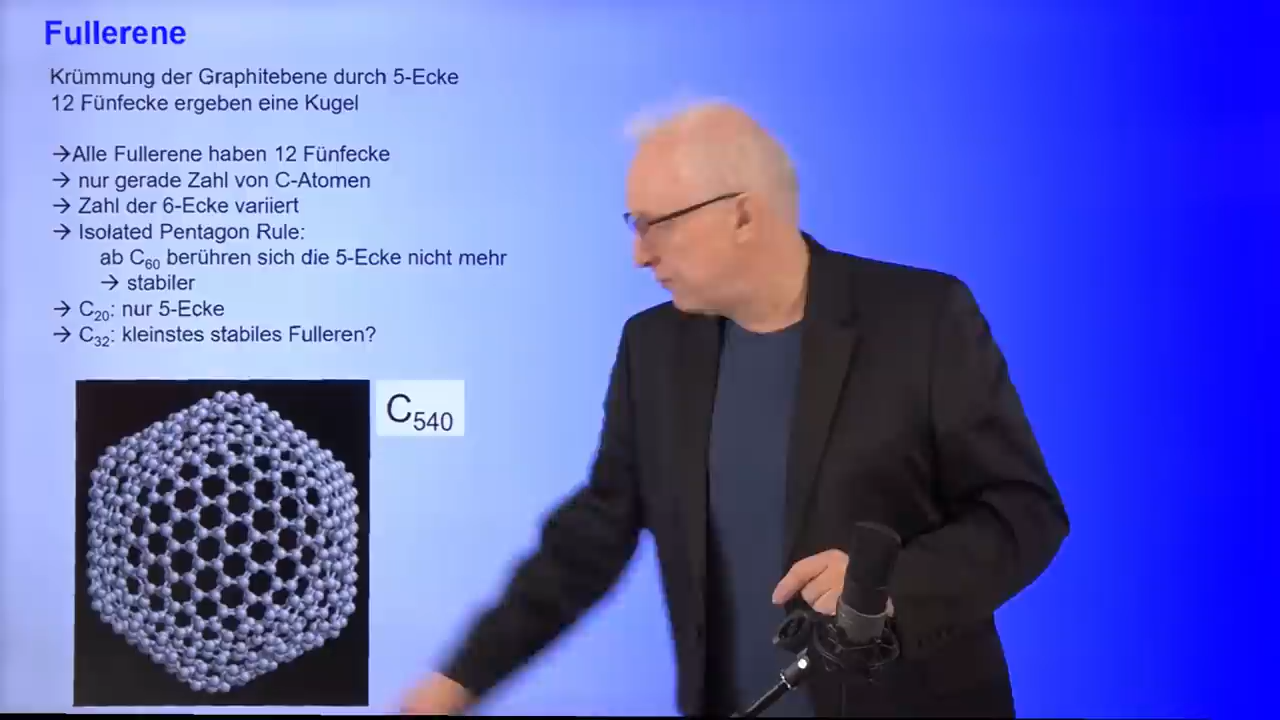 Fullerene
Krümmung der Graphitebene durch 5-Ecke
12 Fünfecke ergeben eine Kugel
→Alle Fullerene haben 12 Fünfecke
→ nur gerade Zahl von C-Atomen
→ Zahl der 6-Ecke variiert
→ Isolated Pentagon Rule:
ab C₆₀ berühren sich die 5-Ecke nicht mehr
→ stabiler
→ C₂₀: nur 5-Ecke
→ C₃₂: kleinstes stabiles Fulleren?
C₅₄₀